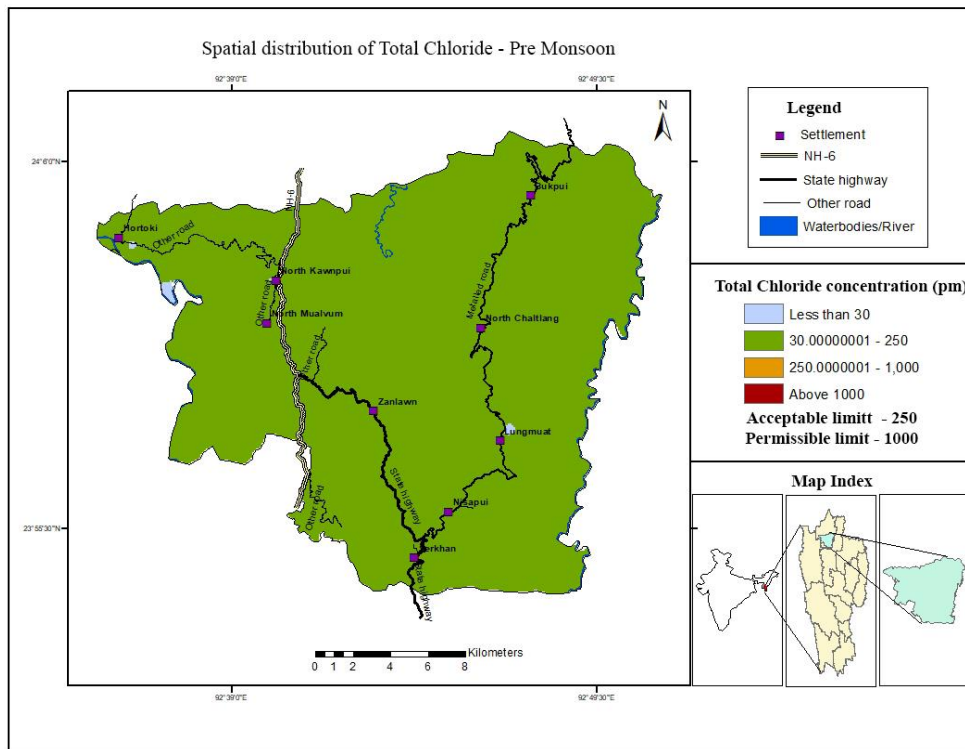 Spatial distribution of Total Chloride - Pre Monsoon
92°39'0"E
92°49'30"E
N
24°6'0"N
Bukpui
NH-6
Hortoki
Other road
North Kawnpui
Other road
North Mualvum
Metalled road
North Chaltlang
Other road
Zanlawn
Lungmuat
State highway
Nisapui
Other road
23°55'30"N
State highway
Kilometers
0 1 2 4 6 8
92°39'0"E
92°49'30"E
Legend
Settlement
NH-6
State highway
Other road
Waterbodies/River
Total Chloride concentration (pm)
Less than 30
30.00000001 - 250
250.0000001 - 1,000
Above 1000
Acceptable limitt - 250
Permissible limit - 1000
Map Index